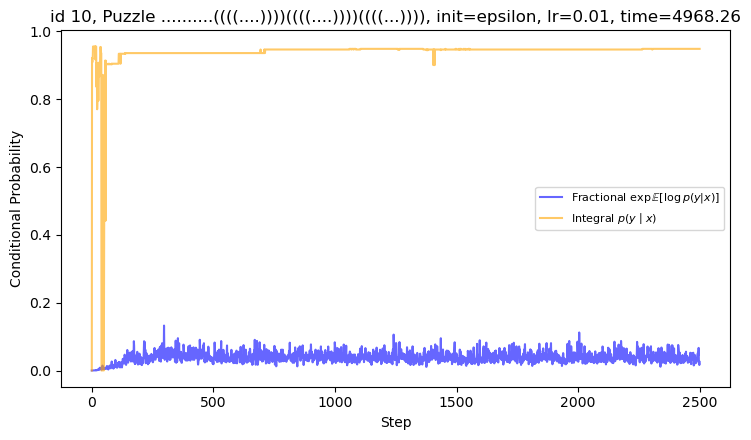 id 10, Puzzle ..........((((....))))((((....))))((((...)))), init=epsilon, lr=0.01, time=4968.26
1.0
0.8
0.6
0.4
0.2
0.0
Conditional Probability
Fractional exp𝔼[log p(y|x)]
Integral p(y | x)
0 500 1000 1500 2000 2500
Step